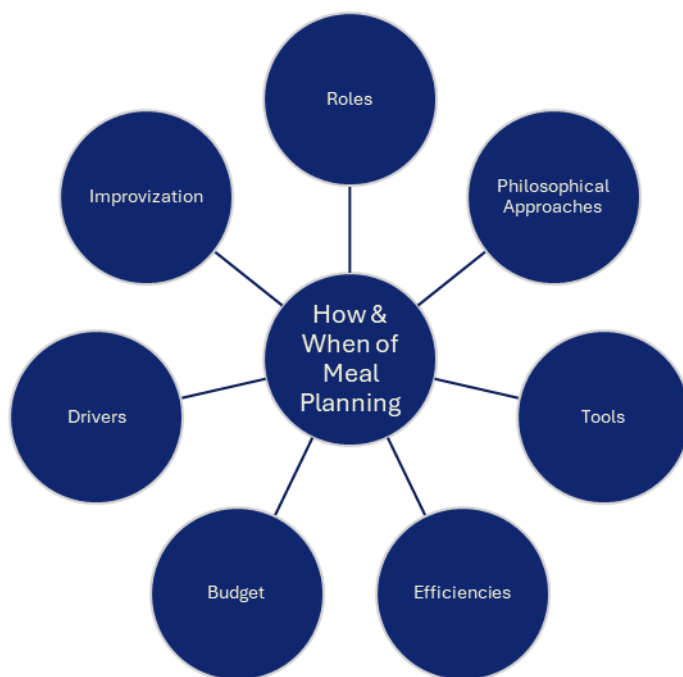 Roles
Improvization
Philosophical
Approaches
How &
When of
Meal
Planning
Drivers
Tools
Budget
Efficiencies